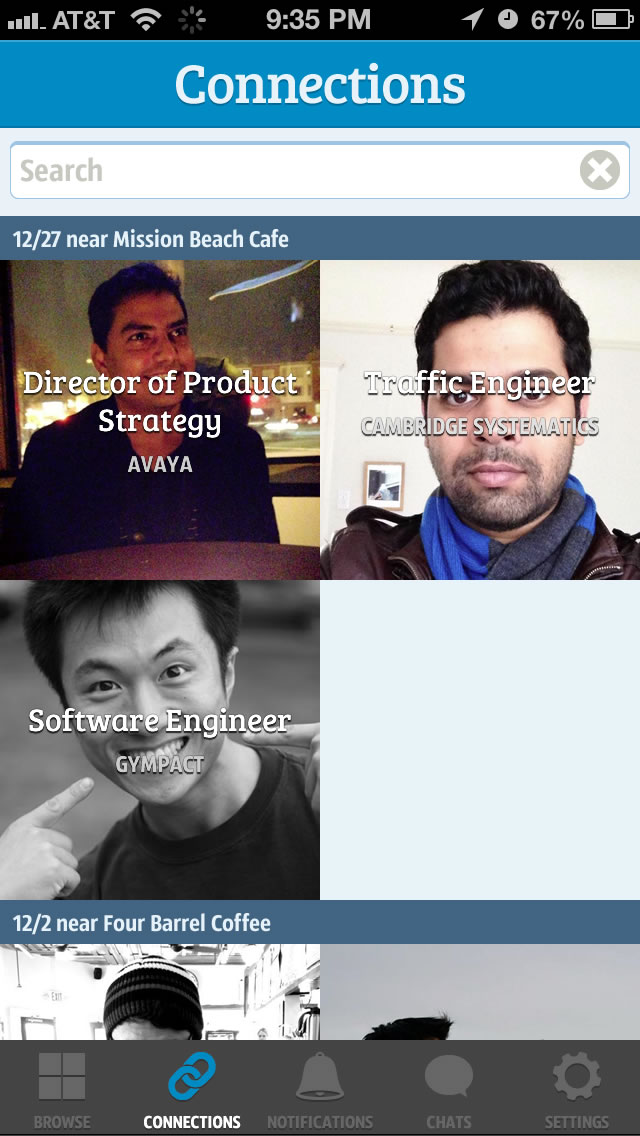 AT&T 9:35 PM 67%
Connections
Search
12/27 near Mission Beach Cafe
Director of Product
Strategy
AVAYA
Traffic Engineer
CAMBRIDGE SYSTEMATICS
Software Engineer
GYMPACT
12/2 near Four Barrel Coffee
EXIT
BROWSE CONNECTIONS NOTIFICATIONS CHATS SETTINGS